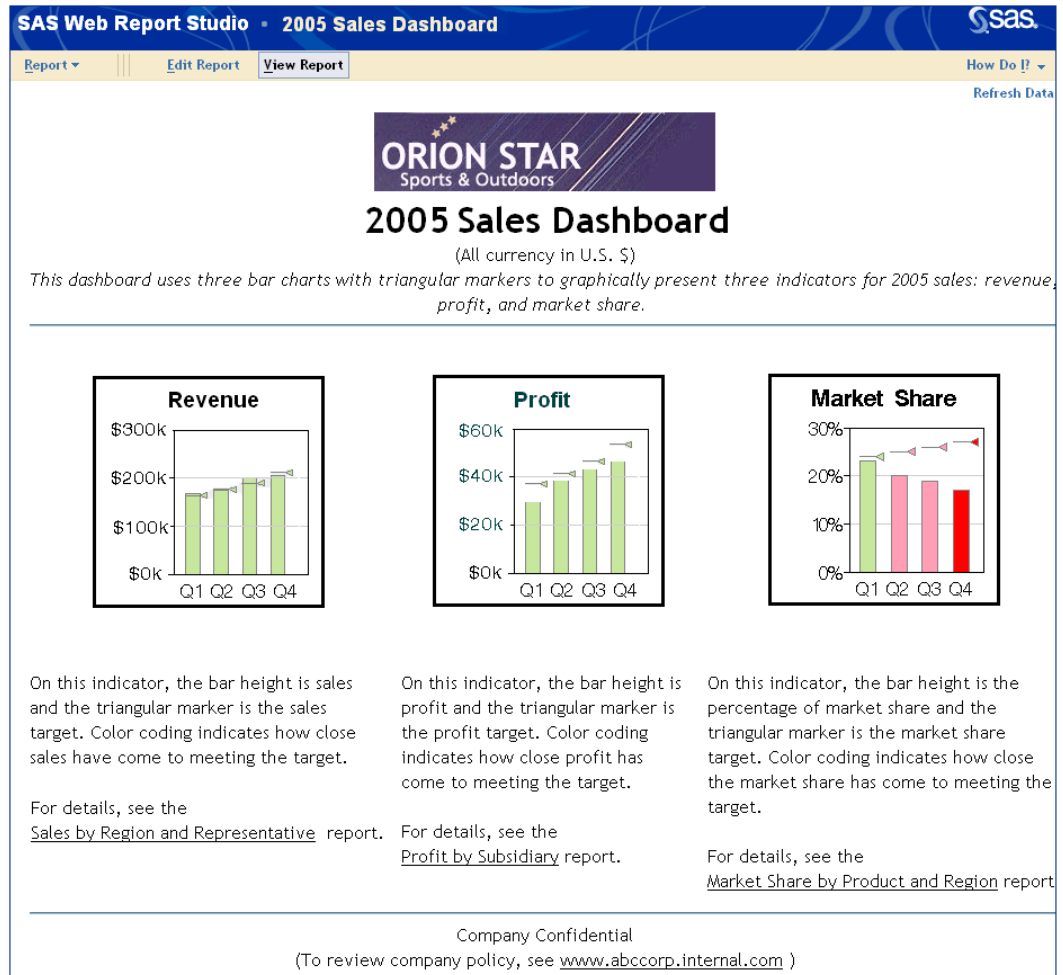 SAS Web Report Studio • 2005 Sales Dashboard
sas.
Report
Edit Report
View Report
How Do I?
Refresh Data
ORION STAR
Sports & Outdoors
2005 Sales Dashboard
(All currency in U.S. $)
This dashboard uses three bar charts with triangular markers to graphically present three indicators for 2005 sales: revenue,
profit, and market share.
Revenue
$300k
$200k
$100k
$0k
Q1 Q2 Q3 Q4
Profit
$60k
$40k
$20k
$0k
Q1 Q2 Q3 Q4
Market Share
30%
20%
10%
0%
Q1 Q2 Q3 Q4
On this indicator, the bar height is sales
and the triangular marker is the sales
target. Color coding indicates how close
sales have come to meeting the target.
For details, see the
Sales by Region and Representative report.
On this indicator, the bar height is
profit and the triangular marker is
the profit target. Color coding
indicates how close profit has
come to meeting the target.
For details, see the
Profit by Subsidiary report.
On this indicator, the bar height is the
percentage of market share and the
triangular marker is the market share
target. Color coding indicates how close
the market share has come to meeting the
target.
For details, see the
Market Share by Product and Region report
Company Confidential
(To review company policy, see www.abccorp.internal.com )